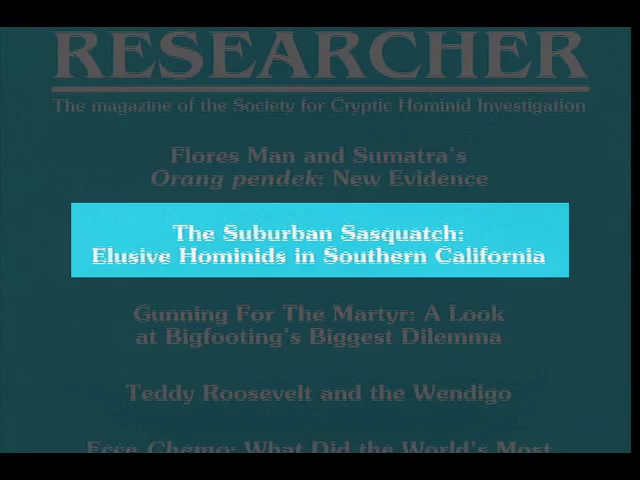 RESEARCHER
The magazine of the Society for Cryptic Hominid Investigation
Flores Man and Sumatra's
Orang pendek: New Evidence
The Suburban Sasquatch:
Elusive Hominids in Southern California
Gunning For The Martyr: A Look
at Bigfooting's Biggest Dilemma
Teddy Roosevelt and the Wendigo
Ecce Chemo: What Did the World's Most